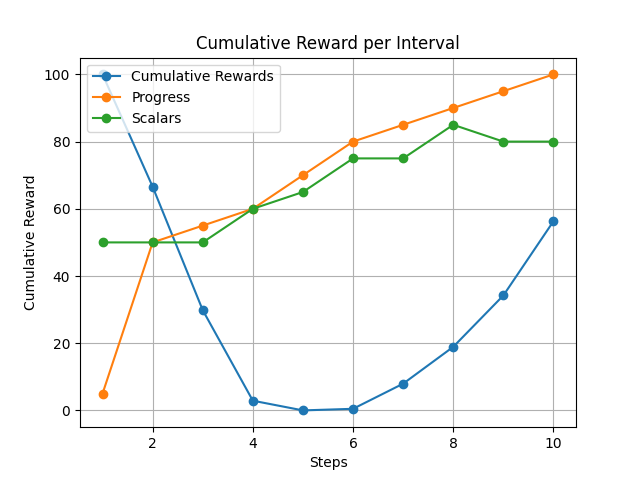 Cumulative Reward per Interval
Cumulative Rewards
Progress
Scalars
Cumulative Reward
100
80
60
40
20
0
2 4 6 8 10
Steps